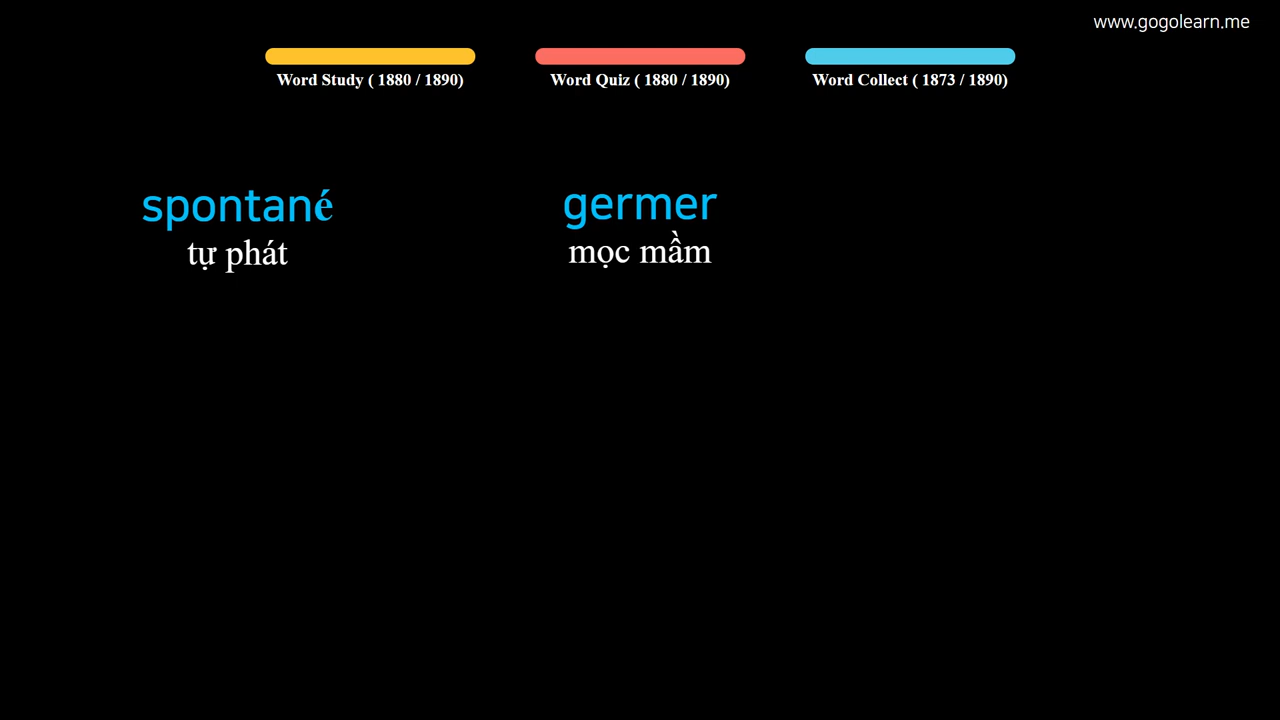 www.gogolearn.me
Word Study ( 1880 / 1890)
Word Quiz ( 1880 / 1890)
Word Collect ( 1873 / 1890)
spontané
tự phát
germer
mọc mầm